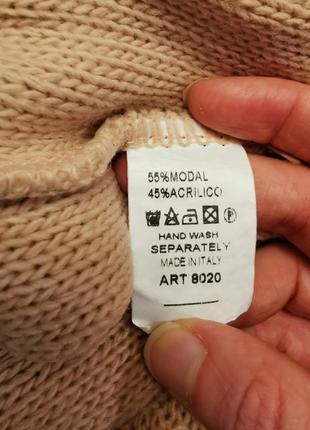 55%MODAL
45%ACRILICO
P
HAND WASH
SEPARATELY
MADE IN ITALY
ART 8020